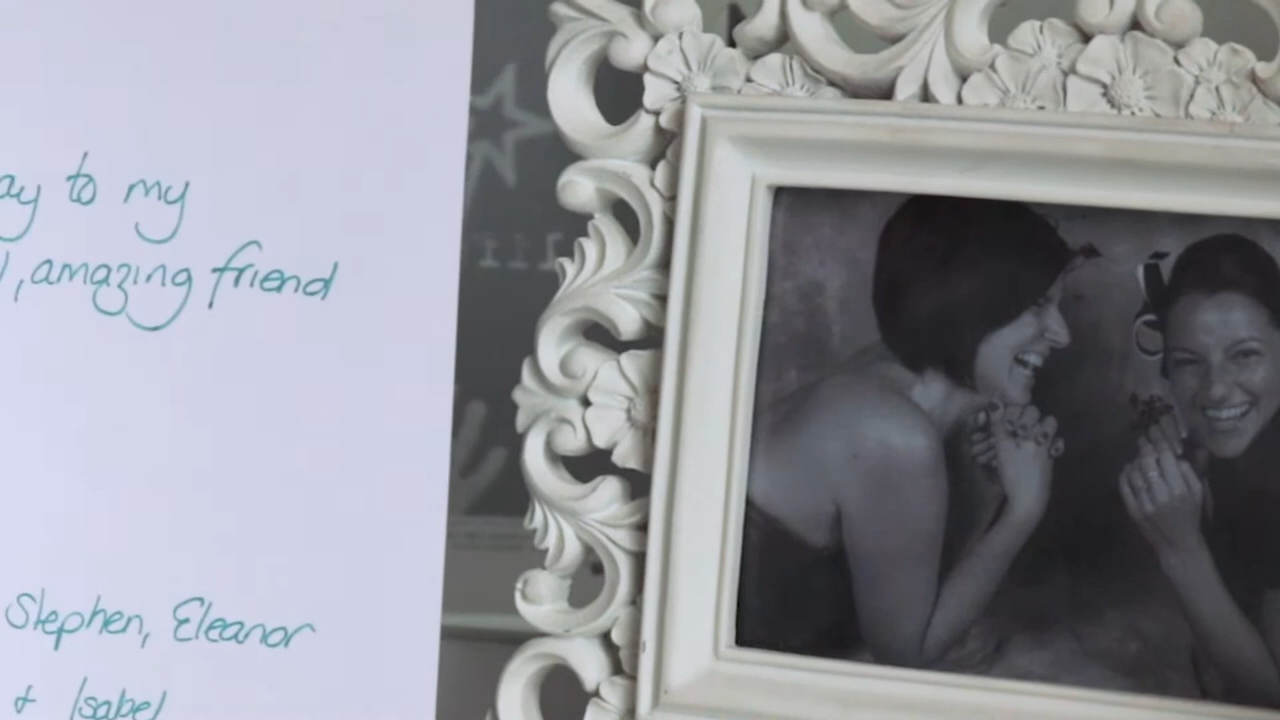 ay to my
, amazing friend
Stephen, Eleanor
& Isabel